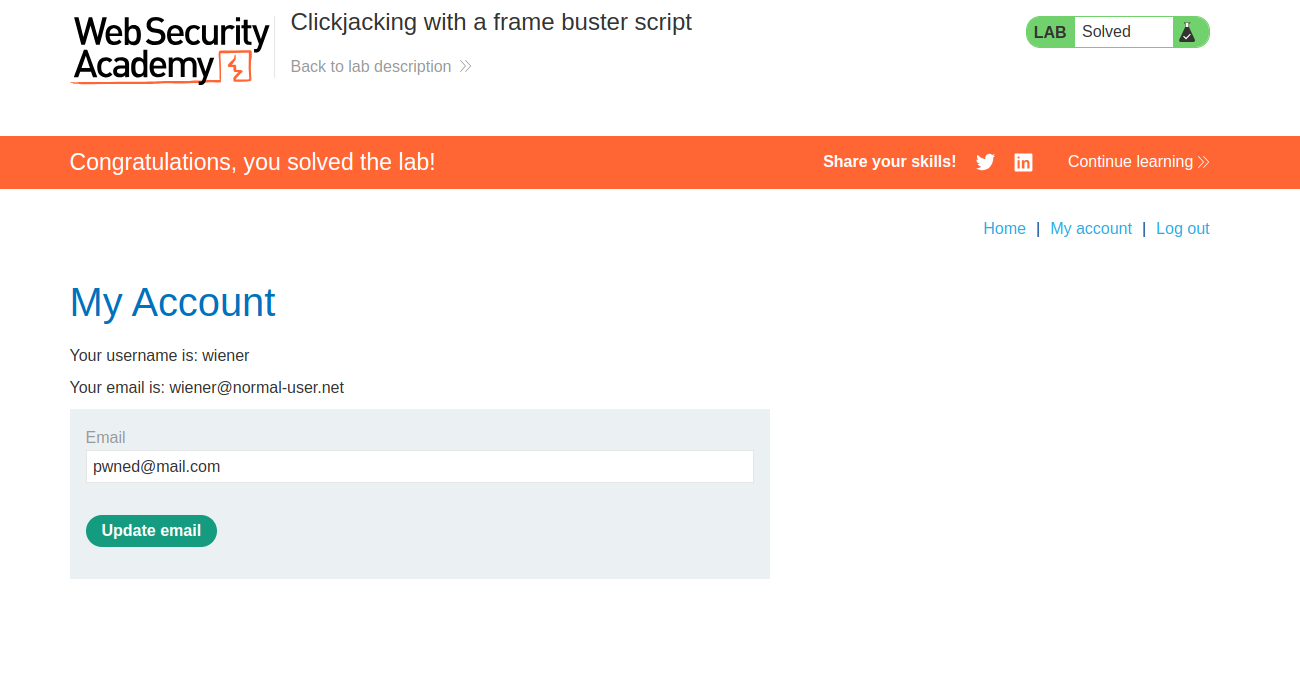 Web Security
Academy
Clickjacking with a frame buster script
Back to lab description
LAB Solved
Congratulations, you solved the lab!
Share your skills!
Continue learning
Home | My account | Log out
My Account
Your username is: wiener
Your email is: wiener@normal-user.net
Email
pwned@mail.com
Update email